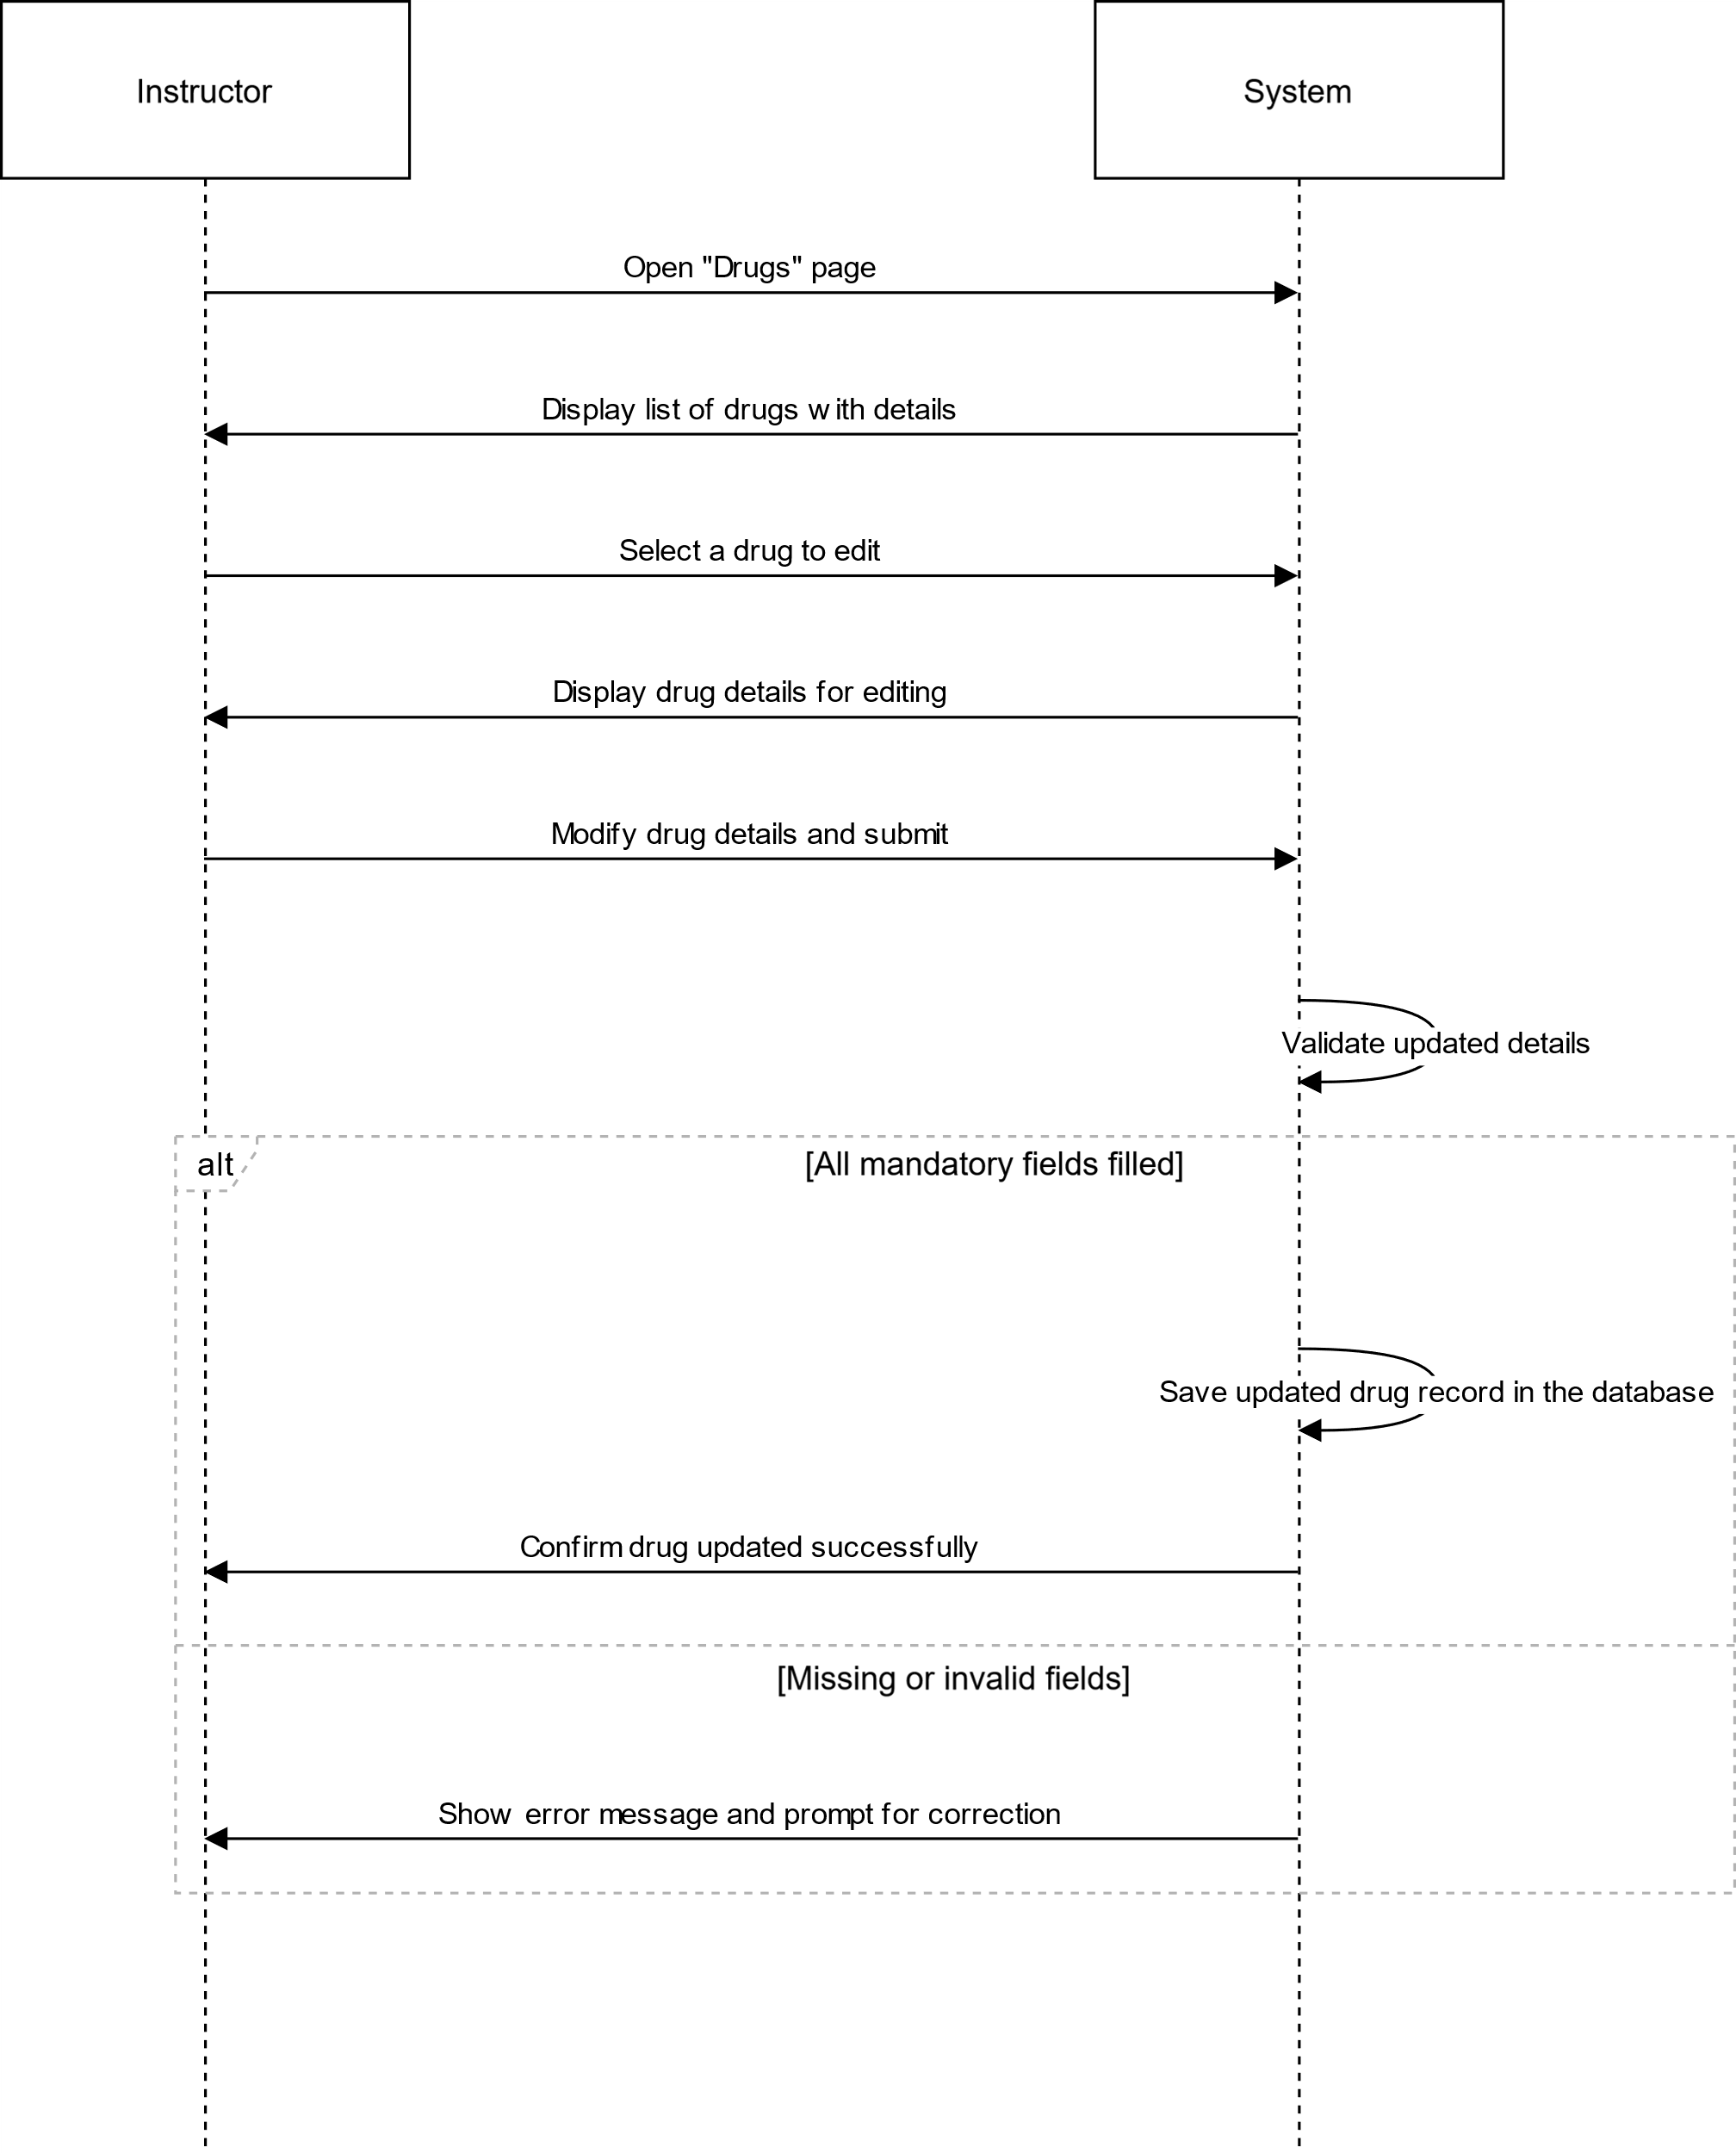 Instructor
System
Open "Drugs" page
Display list of drugs with details
Select a drug to edit
Display drug details for editing
Modify drug details and submit
Validate updated details
alt
[All mandatory fields filled]
Save updated drug record in the database
Confirm drug updated successfully
[Missing or invalid fields]
Show error message and prompt for correction